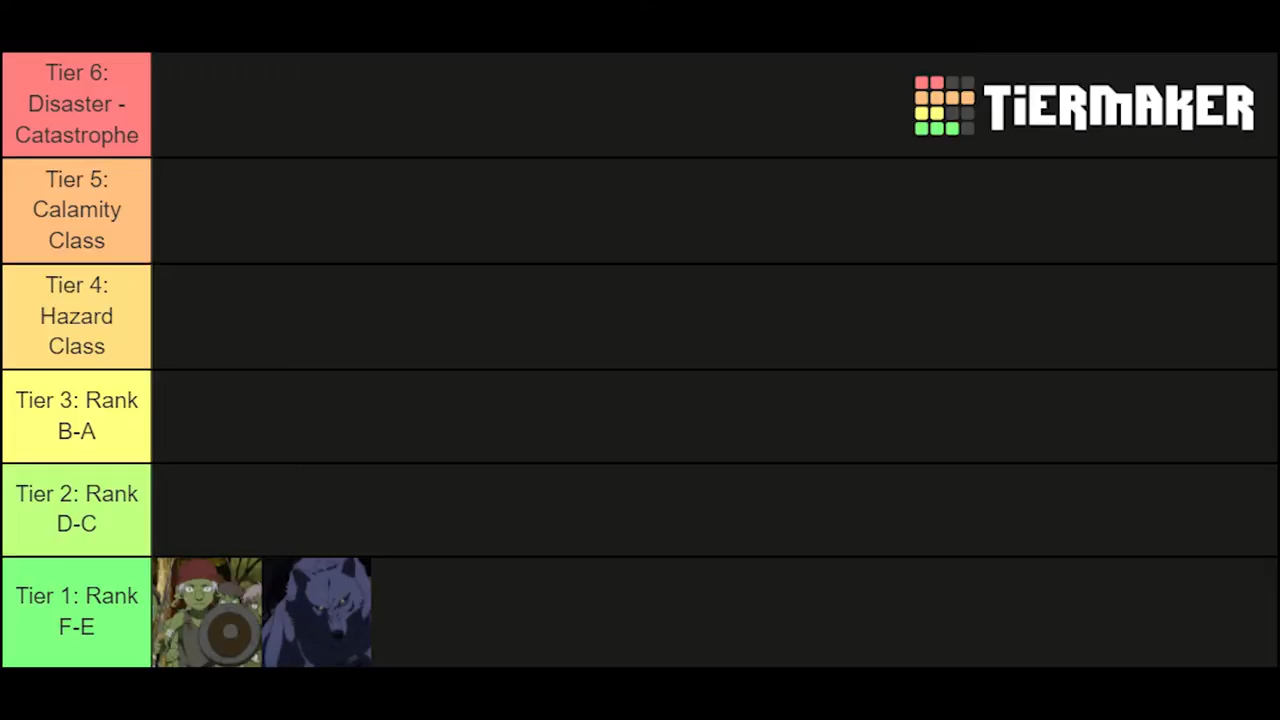 Tier 6:
Disaster -
Catastrophe
TIERMAKER
Tier 5:
Calamity
Class
Tier 4:
Hazard
Class
Tier 3: Rank
B-A
Tier 2: Rank
D-C
Tier 1: Rank
F-E